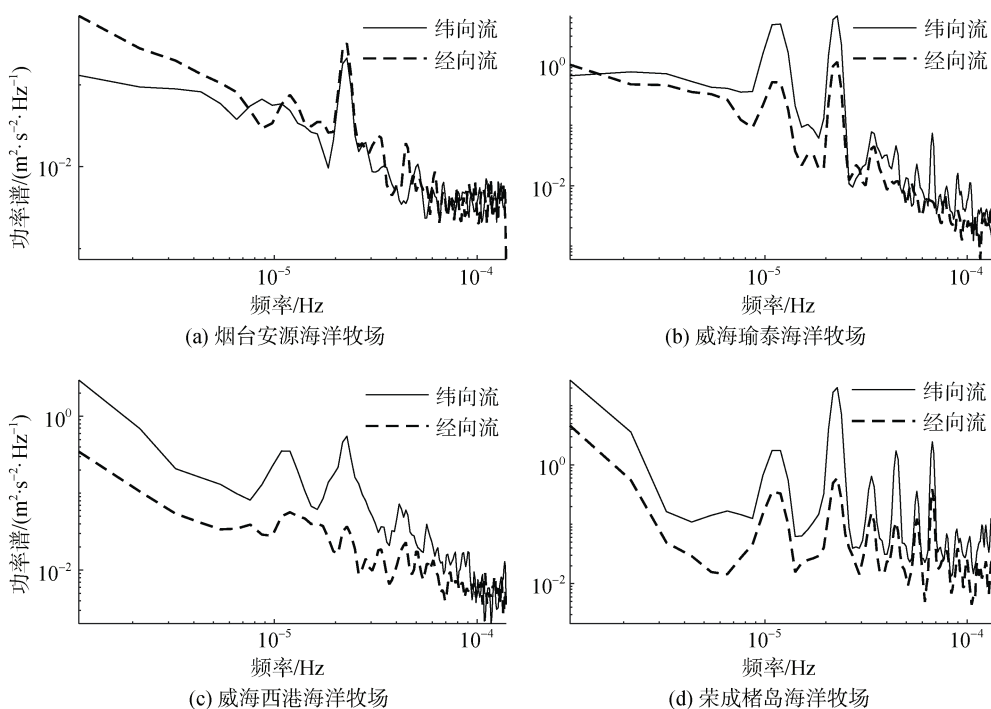 纬向流
经向流
功率谱/(m²·s⁻²·Hz⁻¹)
10⁻²
10⁻⁵
10⁻⁴
频率/Hz
(a) 烟台安源海洋牧场
纬向流
经向流
10⁰
10⁻²
10⁻⁵
10⁻⁴
频率/Hz
(b) 威海瑜泰海洋牧场
纬向流
经向流
功率谱/(m²·s⁻²·Hz⁻¹)
10⁰
10⁻²
10⁻⁵
10⁻⁴
频率/Hz
(c) 威海西港海洋牧场
纬向流
经向流
10⁰
10⁻²
10⁻⁵
10⁻⁴
频率/Hz
(d) 荣成楮岛海洋牧场